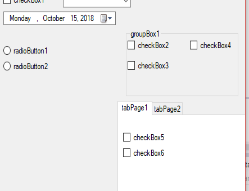 checkBox1
Monday , October 15, 2018
groupBox1
checkBox2
checkBox4
radioButton1
radioButton2
checkBox3
tabPage1
tabPage2
checkBox5
checkBox6